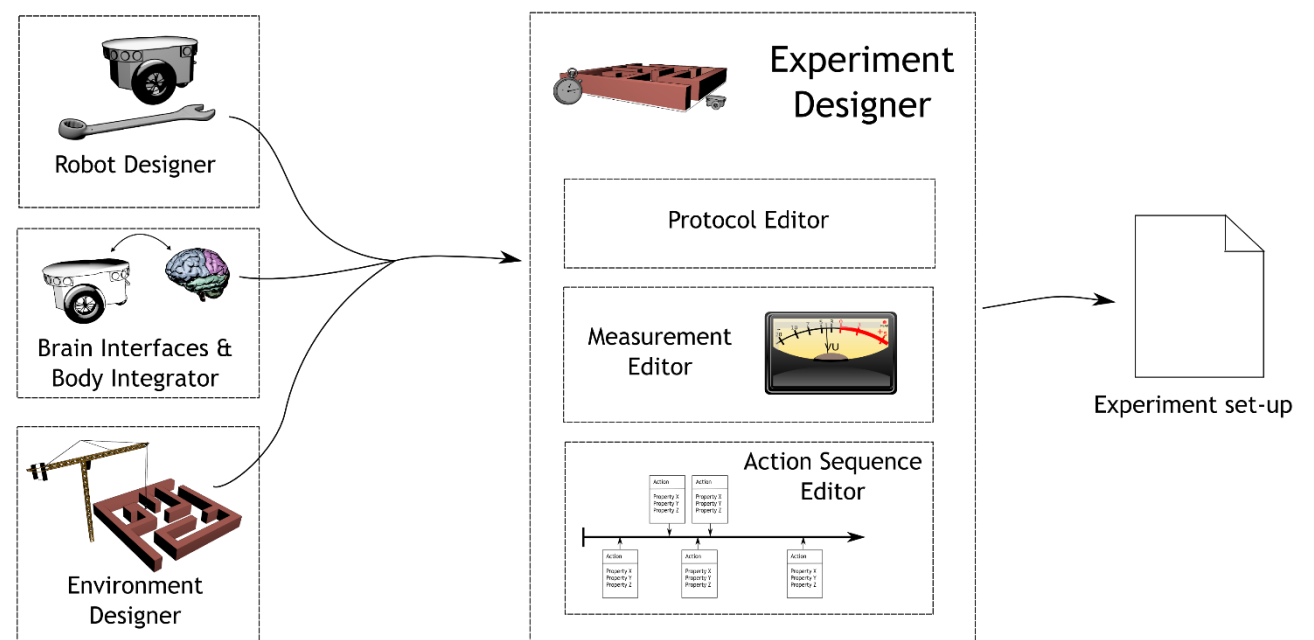 Robot Designer
Brain Interfaces &
Body Integrator
Environment
Designer
Experiment
Designer
Protocol Editor
Measurement
Editor
VU
Action Sequence
Editor
Action
Property X
Property Y
Property Z
Action
Property X
Property Y
Property Z
Action
Property X
Property Y
Property Z
Action
Property X
Property Y
Property Z
Action
Property X
Property Y
Property Z
Experiment set-up